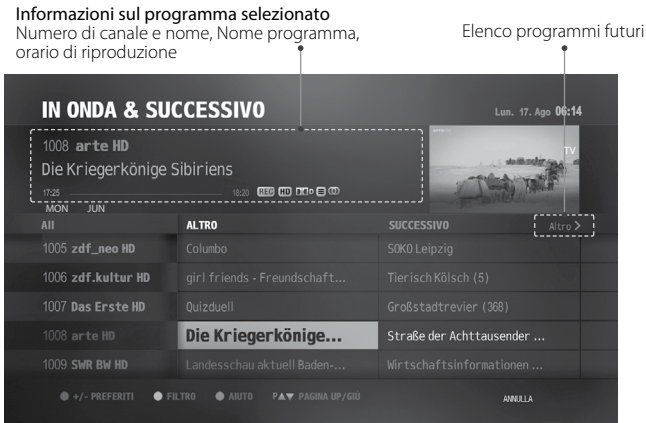 Informazioni sul programma selezionato
Numero di canale e nome, Nome programma,
orario di riproduzione
Elenco programmi futuri
IN ONDA & SUCCESSIVO
Lun. 17. Ago 06:14
1008 arte HD
Die Kriegerkönige Sibiriens
17:25 18:20 REC HD D
MON JUN
TV
All ALTRO SUCCESSIVO Altro >
1005 zdf_neo HD Columbo SOKO Leipzig
1006 zdf.kultur HD girl friends - Freundschaft... Tierisch Kölsch (5)
1007 Das Erste HD Quizduell Großstadtrevier (368)
1008 arte HD Die Kriegerkönige... Straße der Achttausender ...
1009 SWR BW HD Landesschau aktuell Baden-... Wirtschaftsinformationen ...
+/- PREFERITI FILTRO AIUTO P▲▼ PAGINA UP/GIÙ ANNULLA